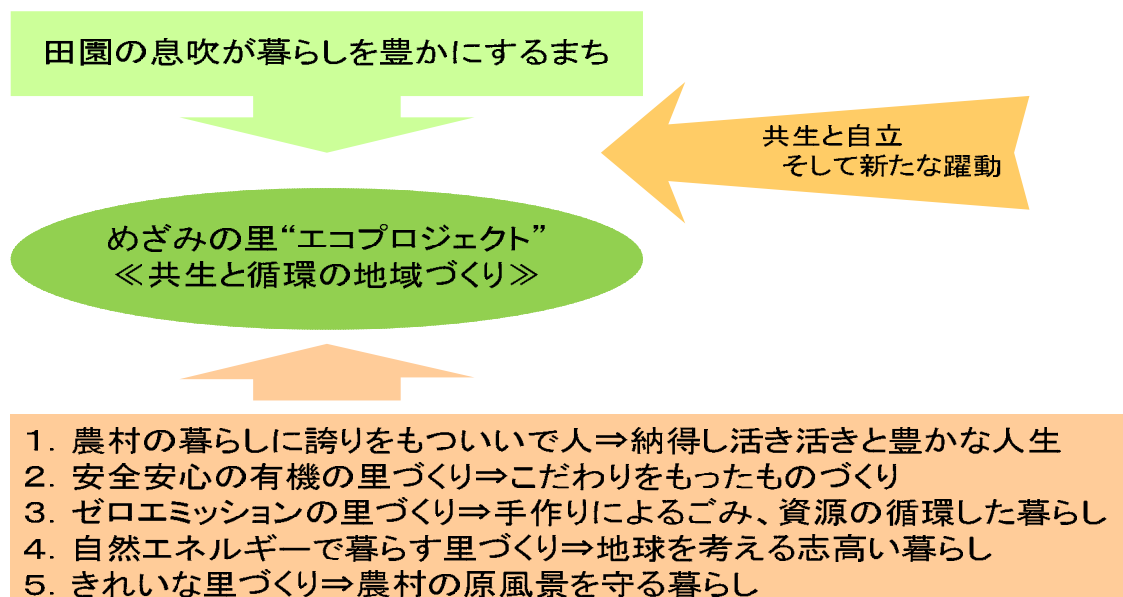 田園の息吹が暮らしを豊かにするまち
共生と自立
そして新たな躍動
めざみの里“エコプロジェクト”
≪共生と循環の地域づくり≫
1. 農村の暮らしに誇りをもついいで人⇒納得し活き活きと豊かな人生
2. 安全安心の有機の里づくり⇒こだわりをもったものづくり
3. ゼロエミッションの里づくり⇒手作りによるごみ、資源の循環した暮らし
4. 自然エネルギーで暮らす里づくり⇒地球を考える志高い暮らし
5. きれいな里づくり⇒農村の原風景を守る暮らし